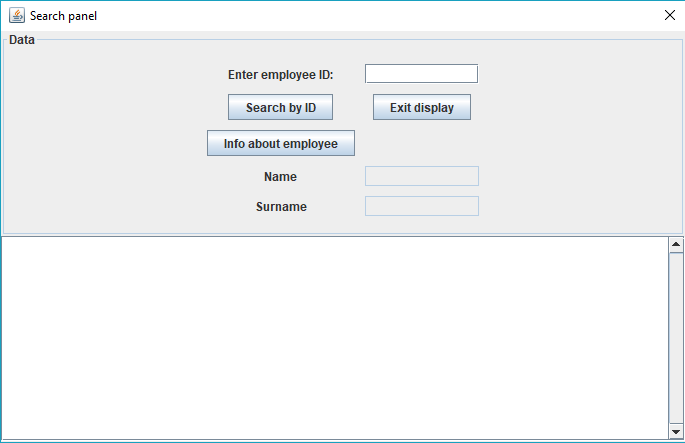 Search panel
Data
Enter employee ID:
Search by ID
Exit display
Info about employee
Name
Surname